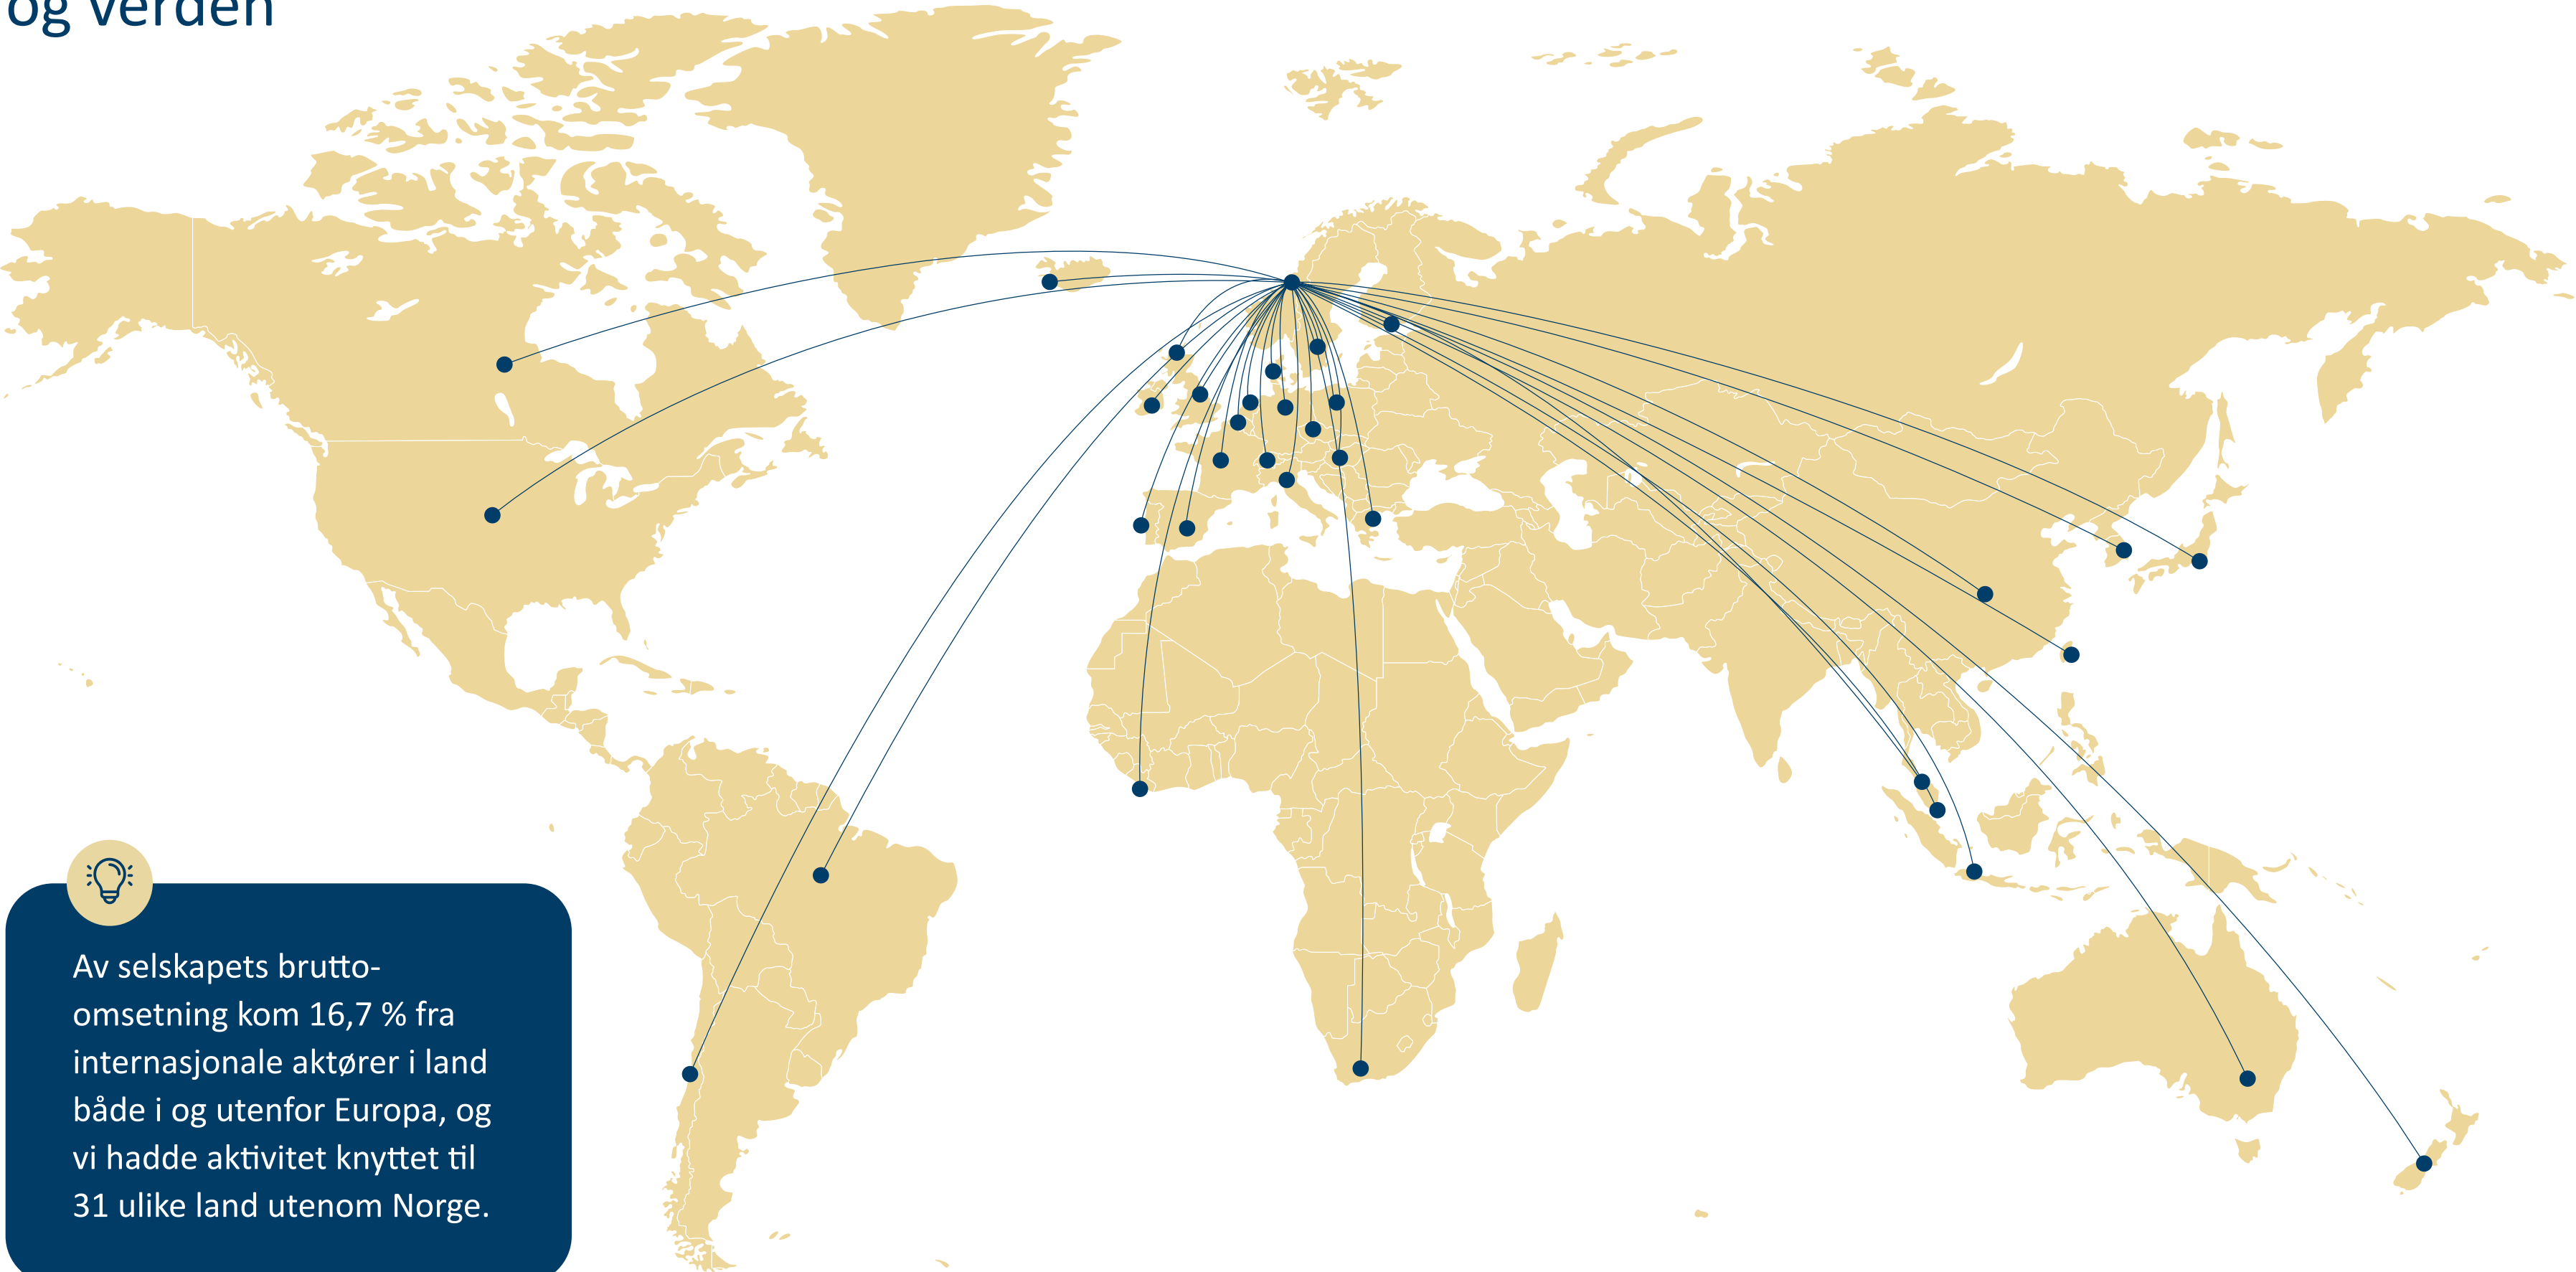 og verden
Av selskapets brutto-
omsetning kom 16,7 % fra
internasjonale aktører i land
både i og utenfor Europa, og
vi hadde aktivitet knyttet til
31 ulike land utenom Norge.